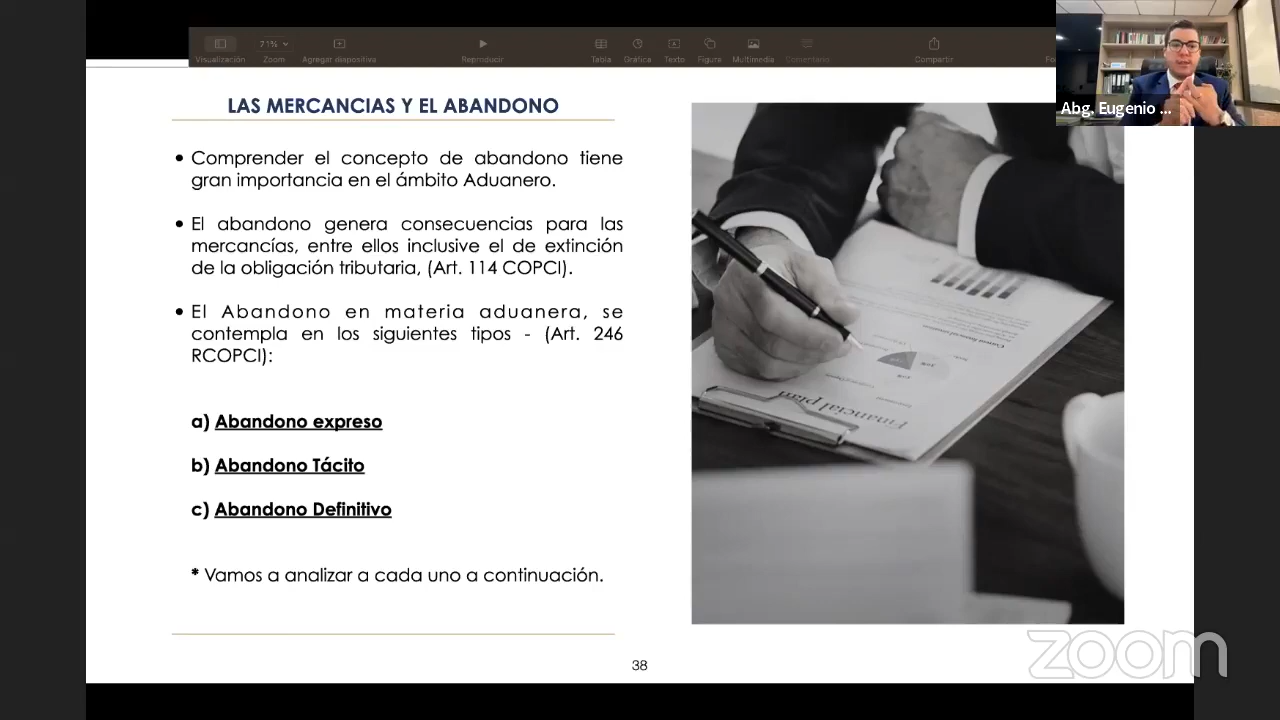 Visualización
71%
Zoom
Agregar diapositiva
Reproducir
Tabla
Gráfica
Texto
Figura
Multimedia
Comentario
Compartir
Abg. Eugenio ...
LAS MERCANCIAS Y EL ABANDONO
• Comprender el concepto de abandono tiene
gran importancia en el ámbito Aduanero.
• El abandono genera consecuencias para las
mercancías, entre ellos inclusive el de extinción
de la obligación tributaria, (Art. 114 COPCI).
• El Abandono en materia aduanera, se
contempla en los siguientes tipos - (Art. 246
RCOPCI):
a) Abandono expreso
b) Abandono Tácito
c) Abandono Definitivo
* Vamos a analizar a cada uno a continuación.
Financial plan
38
zoom